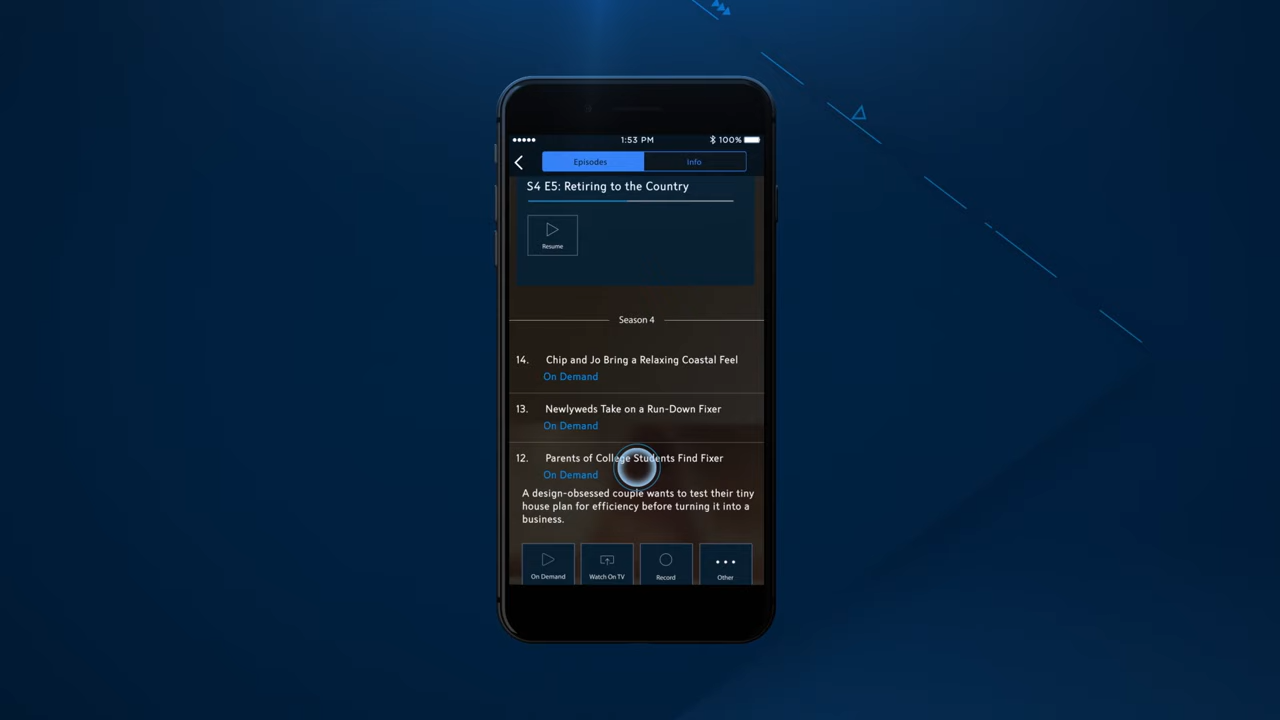 1:53 PM
100%
Episodes
Info
S4 E5: Retiring to the Country
Resume
Season 4
14. Chip and Jo Bring a Relaxing Coastal Feel
On Demand
13. Newlyweds Take on a Run-Down Fixer
On Demand
12. Parents of College Students Find Fixer
On Demand
A design-obsessed couple wants to test their tiny
house plan for efficiency before turning it into a
business.
On Demand
Watch On TV
Record
Other